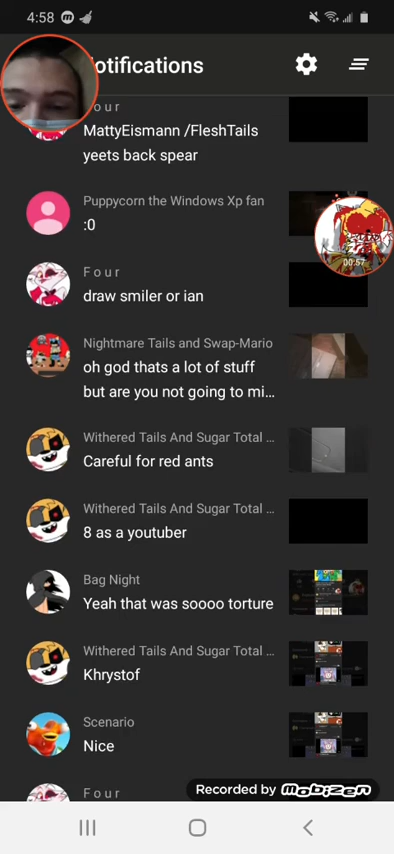 4:58
otifications
F o u r
MattyEismann /FleshTails
yeets back spear
Puppycorn the Windows Xp fan
:0
00:57
F o u r
draw smiler or ian
Nightmare Tails and Swap-Mario
oh god thats a lot of stuff
but are you not going to mi…
Withered Tails And Sugar Total ...
Careful for red ants
Withered Tails And Sugar Total ...
8 as a youtuber
Bag Night
Yeah that was soooo torture
Withered Tails And Sugar Total ...
Khrystof
Scenario
Nice
F o u r
Recorded by mobizen